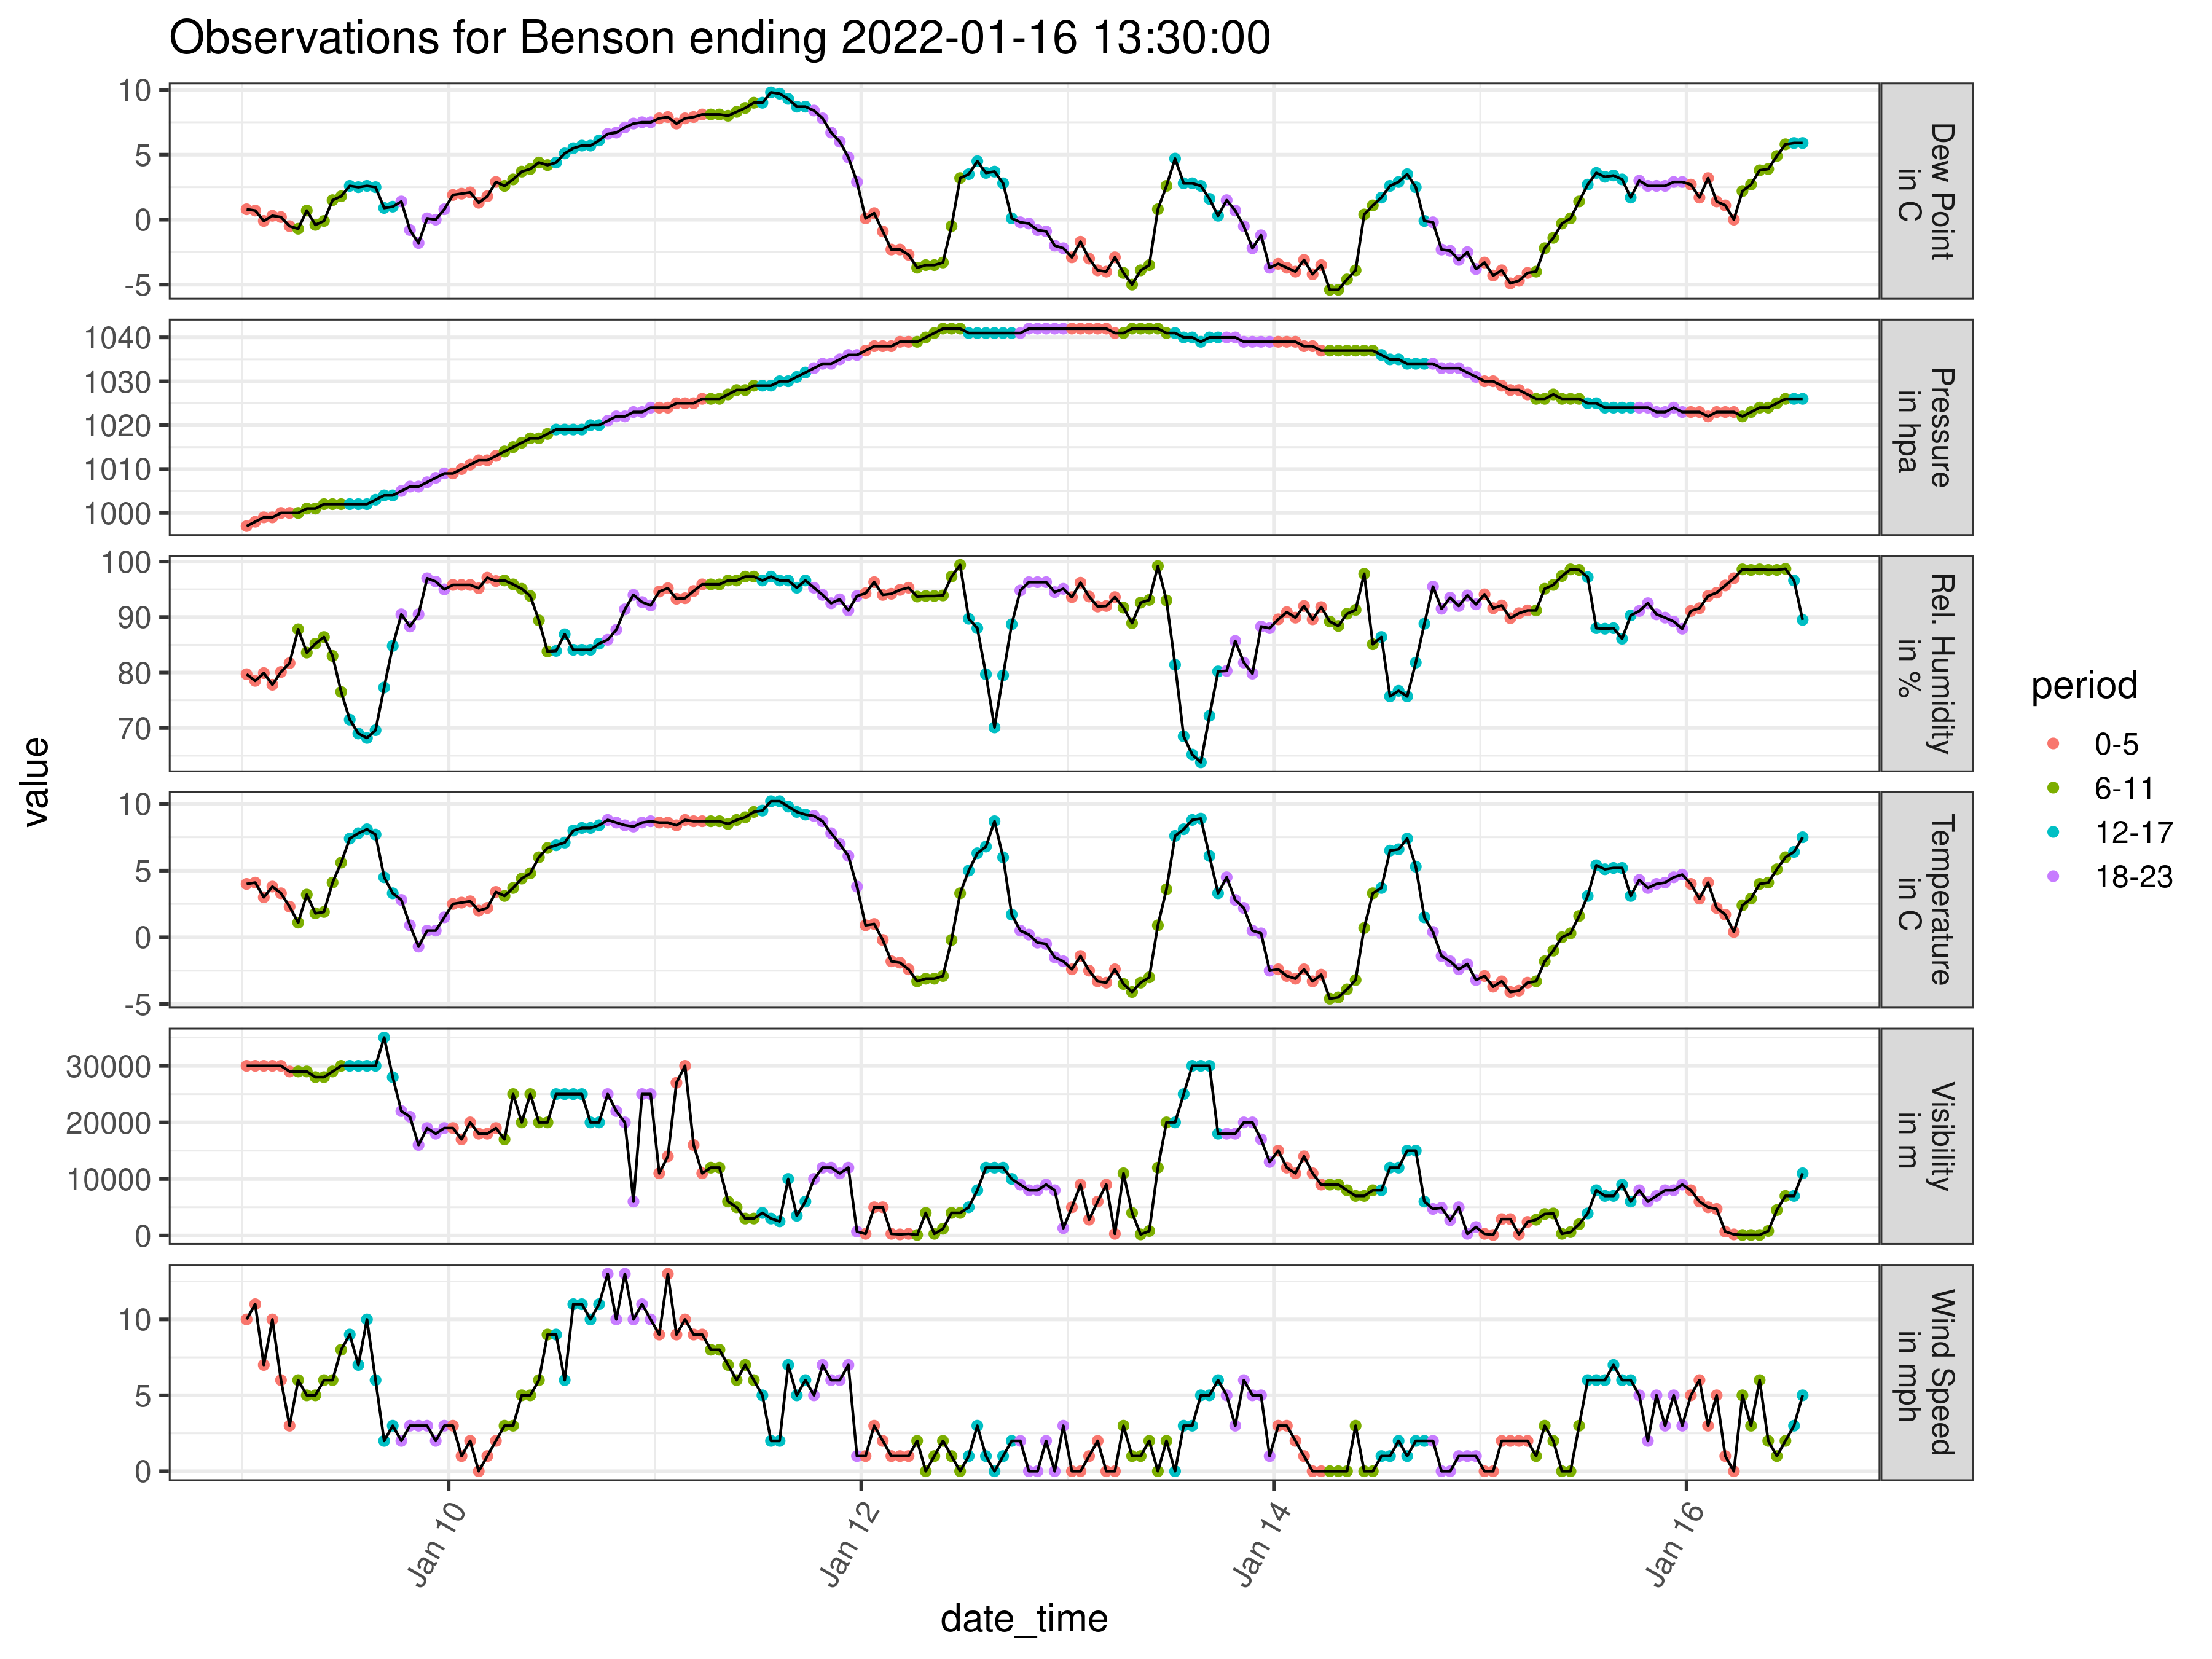 Observations for Benson ending 2022-01-16 13:30:00
value
10
5
0
-5
Dew Point
in C
1040
1030
1020
1010
1000
Pressure
in hpa
100
90
80
70
Rel. Humidity
in %
10
5
0
-5
Temperature
in C
30000
20000
10000
0
Visibility
in m
10
5
0
Wind Speed
in mph
Jan 10
Jan 12
Jan 14
Jan 16
date_time
period
0-5
6-11
12-17
18-23